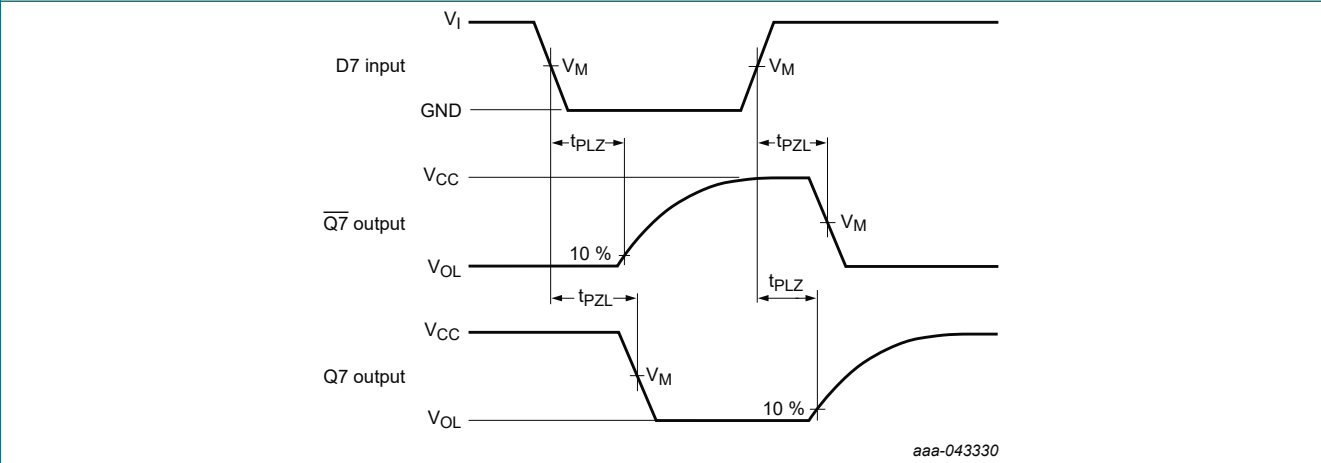 V_I
D7 input
V_M
V_M
GND
t_PLZ
t_PZL
V_CC
Q̅7̅ output
V_M
10 %
V_OL
t_PZL
t_PLZ
V_CC
Q7 output
V_M
10 %
V_OL
aaa-043330